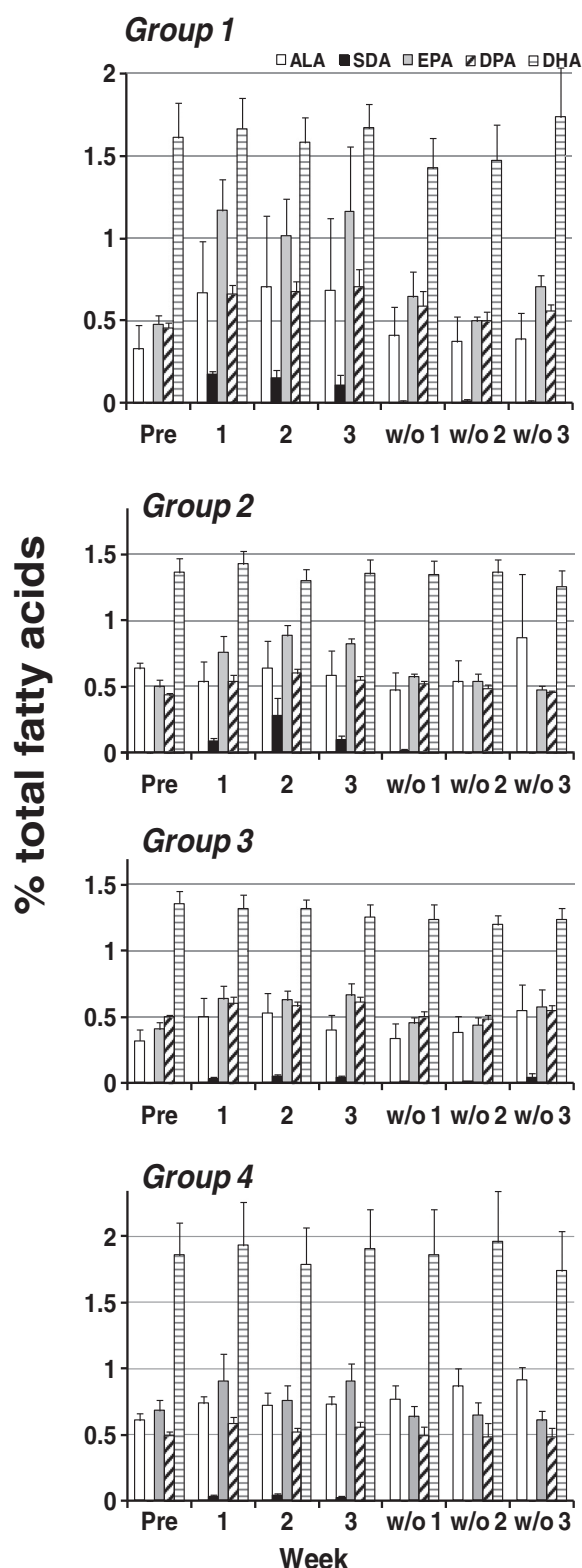 Group 1
ALA SDA EPA DPA DHA
2
1.5
1
0.5
0
Pre 1 2 3 w/o 1 w/o 2 w/o 3
% total fatty acids
Group 2
1.5
1
0.5
0
Pre 1 2 3 w/o 1 w/o 2 w/o 3
Group 3
1.5
1
0.5
0
Pre 1 2 3 w/o 1 w/o 2 w/o 3
Group 4
2
1.5
1
0.5
0
Pre 1 2 3 w/o 1 w/o 2 w/o 3
Week